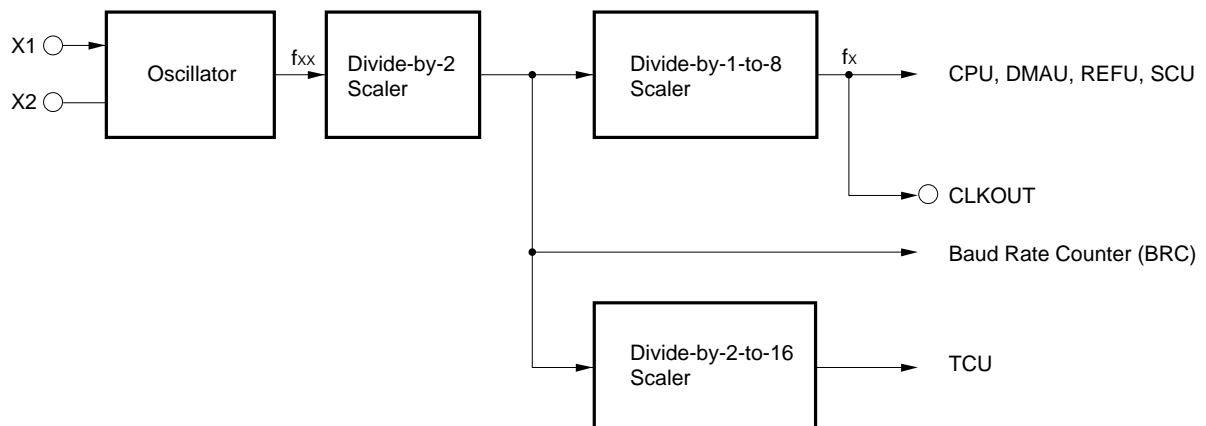 X1
X2
Oscillator
fXX
Divide-by-2
Scaler
Divide-by-1-to-8
Scaler
fX
CPU, DMAU, REFU, SCU
CLKOUT
Baud Rate Counter (BRC)
Divide-by-2-to-16
Scaler
TCU